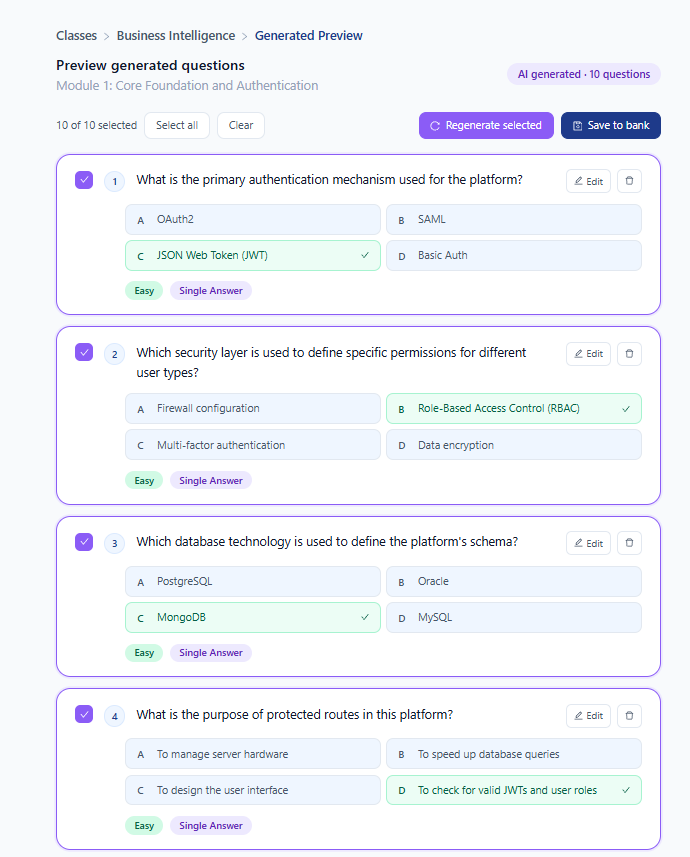 Classes > Business Intelligence > Generated Preview
Preview generated questions
Module 1: Core Foundation and Authentication
AI generated · 10 questions
10 of 10 selected Select all Clear Regenerate selected Save to bank
1 What is the primary authentication mechanism used for the platform? Edit
A OAuth2 B SAML
C JSON Web Token (JWT) ✓ D Basic Auth
Easy Single Answer
2 Which security layer is used to define specific permissions for different Edit
user types?
A Firewall configuration B Role-Based Access Control (RBAC) ✓
C Multi-factor authentication D Data encryption
Easy Single Answer
3 Which database technology is used to define the platform's schema? Edit
A PostgreSQL B Oracle
C MongoDB ✓ D MySQL
Easy Single Answer
4 What is the purpose of protected routes in this platform? Edit
A To manage server hardware B To speed up database queries
C To design the user interface D To check for valid JWTs and user roles ✓
Easy Single Answer